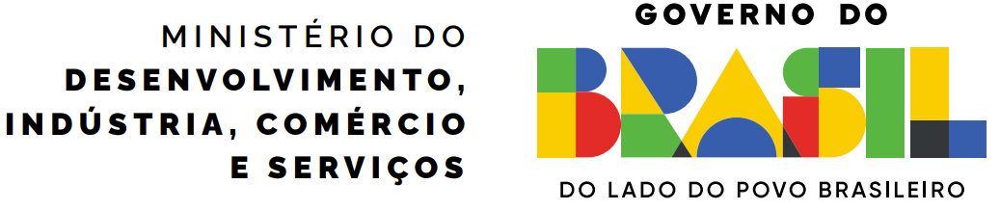 MINISTÉRIO DO
DESENVOLVIMENTO,
INDÚSTRIA, COMÉRCIO
E SERVIÇOS
GOVERNO DO
BRASIL
DO LADO DO POVO BRASILEIRO